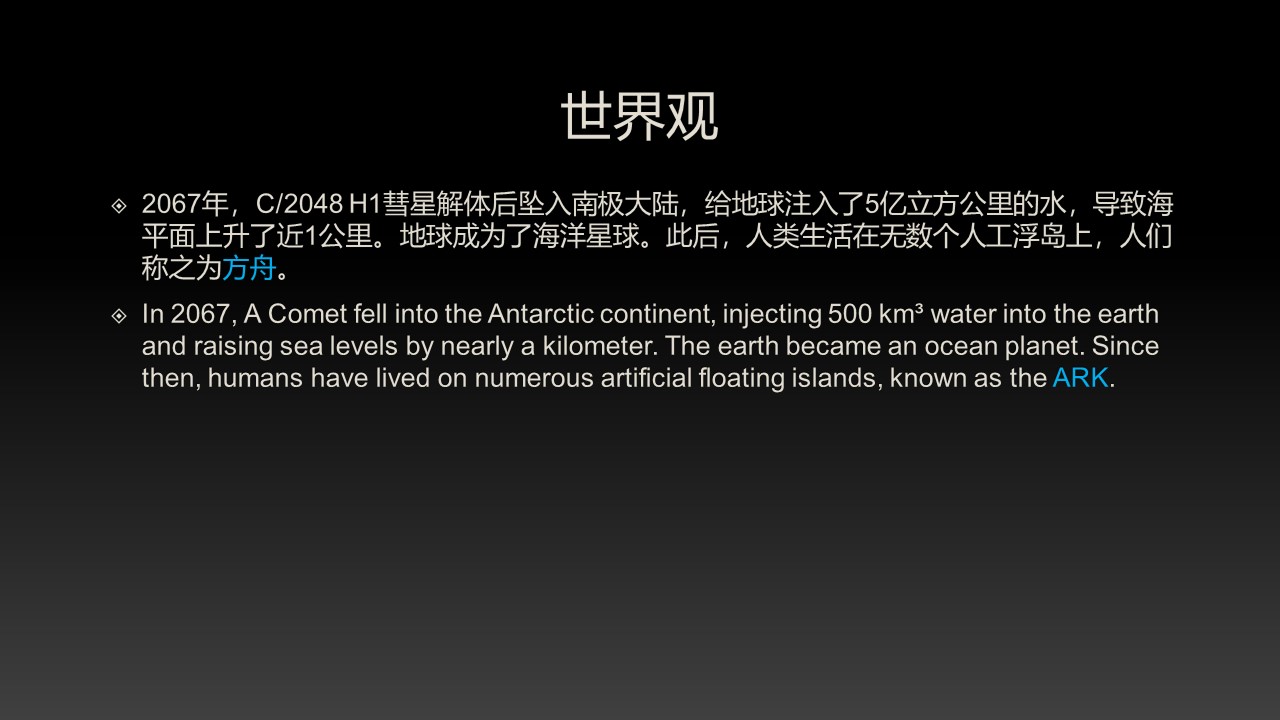 世界观
2067年，C/2048 H1彗星解体后坠入南极大陆，给地球注入了5亿立方公里的水，导致海
平面上升了近1公里。地球成为了海洋星球。此后，人类生活在无数个人工浮岛上，人们
称之为方舟。
In 2067, A Comet fell into the Antarctic continent, injecting 500 km³ water into the earth
and raising sea levels by nearly a kilometer. The earth became an ocean planet. Since
then, humans have lived on numerous artificial floating islands, known as the ARK.